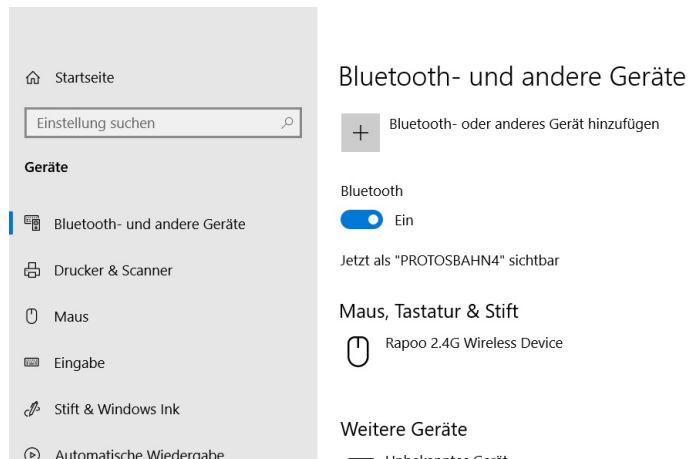 Startseite
Einstellung suchen
Geräte
Bluetooth- und andere Geräte
Drucker & Scanner
Maus
Eingabe
Stift & Windows Ink
Automatische Wiedergabe
Bluetooth- und andere Geräte
Bluetooth- oder anderes Gerät hinzufügen
Bluetooth
Ein
Jetzt als "PROTOSBAHN4" sichtbar
Maus, Tastatur & Stift
Rapoo 2.4G Wireless Device
Weitere Geräte
Unbekanntes Gerät